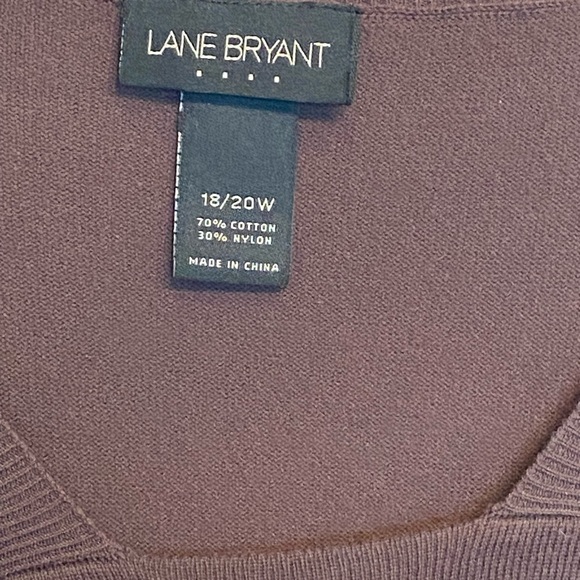 LANE BRYANT
18/20W
70% COTTON
30% NYLON
MADE IN CHINA